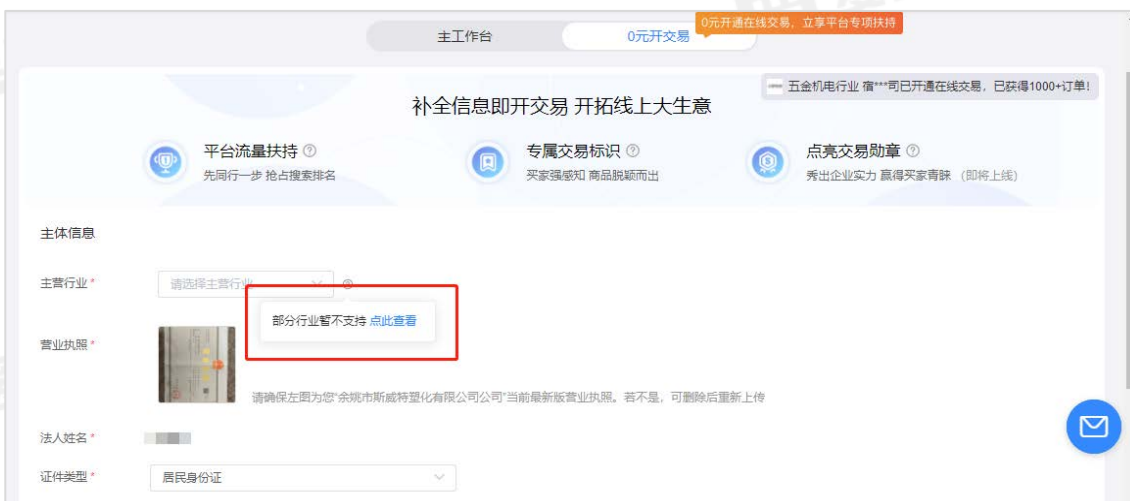 0元开通在线交易，立享平台专项扶持
主工作台
0元开交易
五金机电行业 宿***司已开通在线交易，已获得1000+订单!
补全信息即开交易 开拓线上大生意
平台流量扶持
先同行一步 抢占搜索排名
专属交易标识
买家强感知 商品脱颖而出
点亮交易勋章
秀出企业实力 赢得买家青睐 (即将上线)
主体信息
主营行业*
请选择主营行业
部分行业暂不支持 点此查看
营业执照*
请确保左图为您"余姚市斯威特塑化有限公司公司"当前最新版营业执照。若不是，可删除后重新上传
法人姓名*
证件类型*
居民身份证